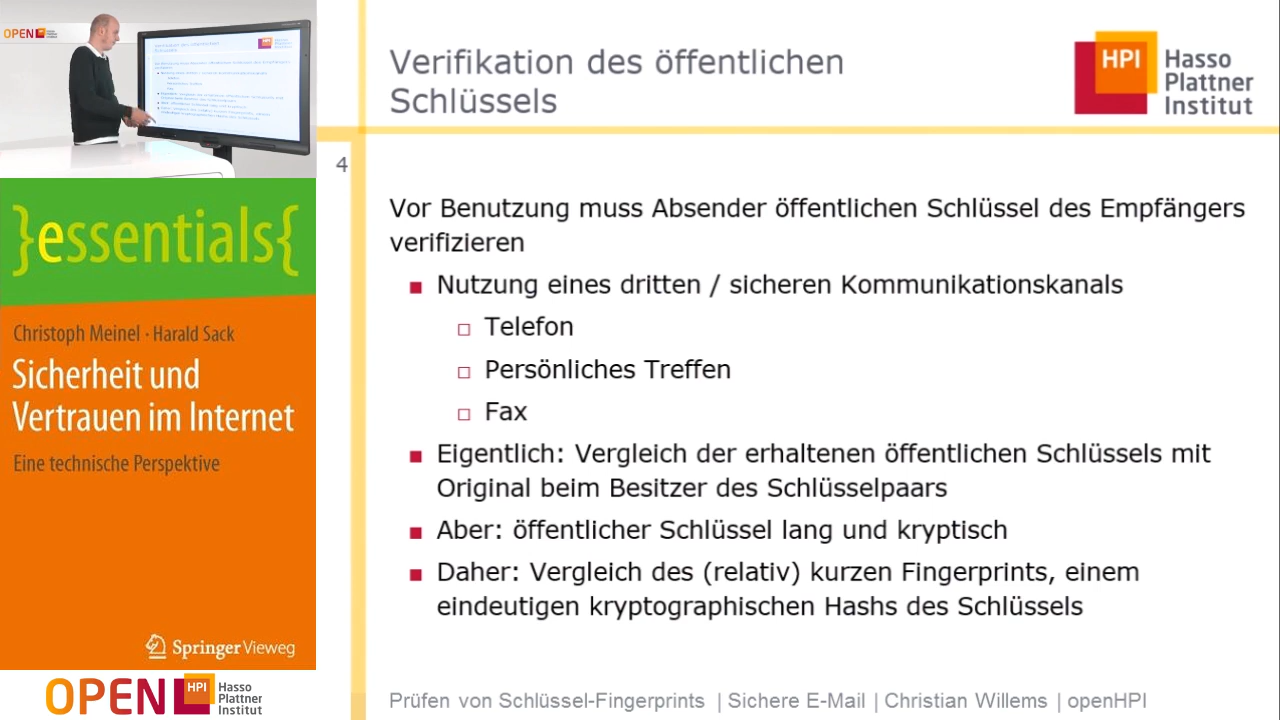 OPEN HPI
Verifikation des öffentlichen
Schlüssels
HPI Hasso
Plattner
Institut
4
}essentials{
Christoph Meinel · Harald Sack
Sicherheit und
Vertrauen im Internet
Eine technische Perspektive
Springer Vieweg
OPEN HPI Hasso
Plattner
Institut
Vor Benutzung muss Absender öffentlichen Schlüssel des Empfängers
verifizieren
Nutzung eines dritten / sicheren Kommunikationskanals
Telefon
Persönliches Treffen
Fax
Eigentlich: Vergleich der erhaltenen öffentlichen Schlüssels mit
Original beim Besitzer des Schlüsselpaars
Aber: öffentlicher Schlüssel lang und kryptisch
Daher: Vergleich des (relativ) kurzen Fingerprints, einem
eindeutigen kryptographischen Hashs des Schlüssels
Prüfen von Schlüssel-Fingerprints | Sichere E-Mail | Christian Willems | openHPI